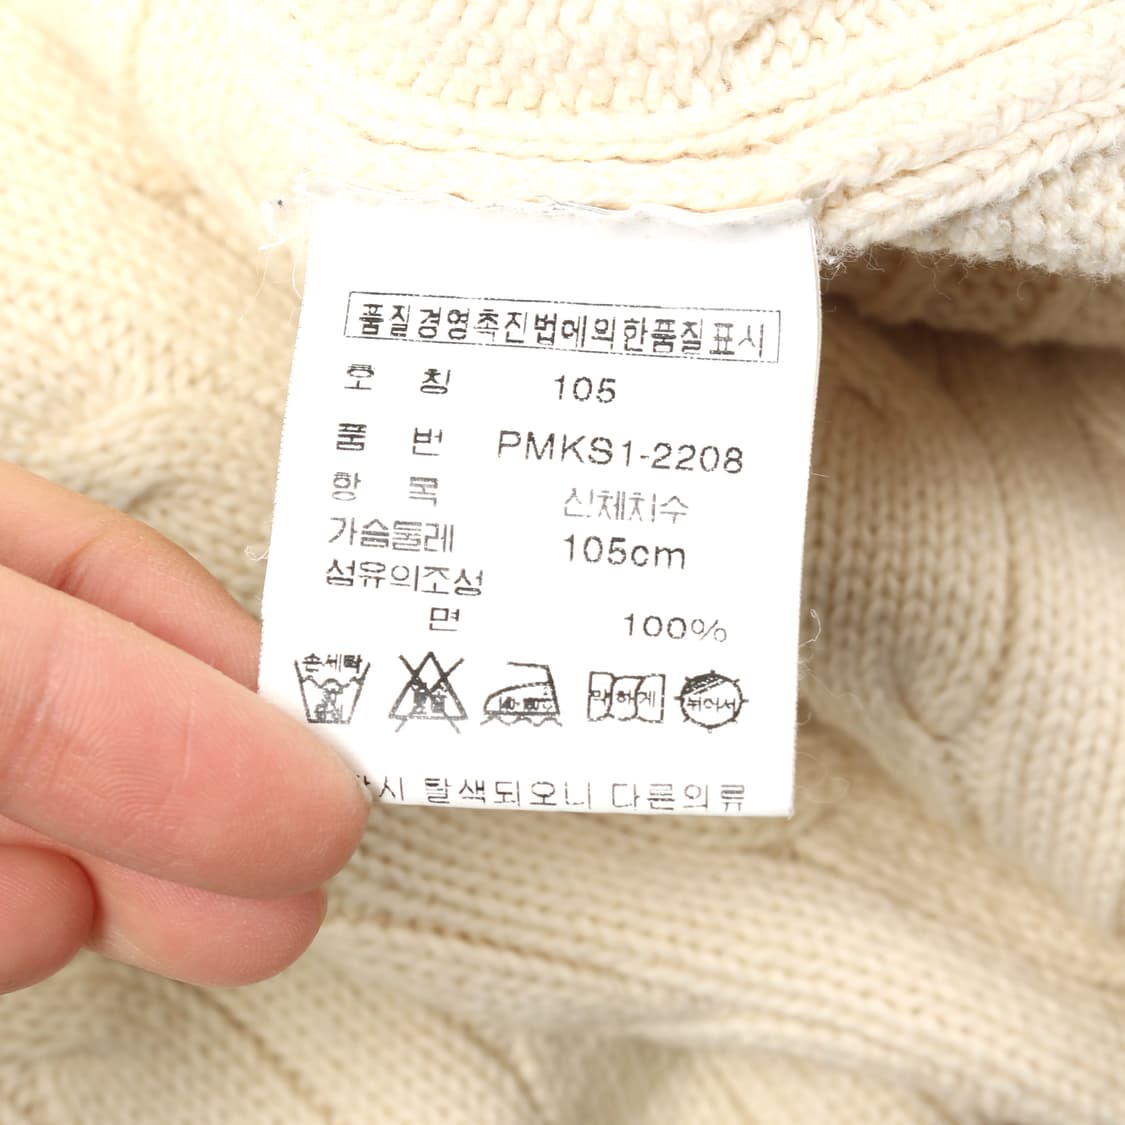 품질경영촉진법에의한품질표시
호 칭 105
품 번 PMKS1-2208
항 목 신체치수
가슴둘레 105cm
섬유의조성
면 100%
손세탁
약하게
뉘어서
시 탈색되오니 다른의류